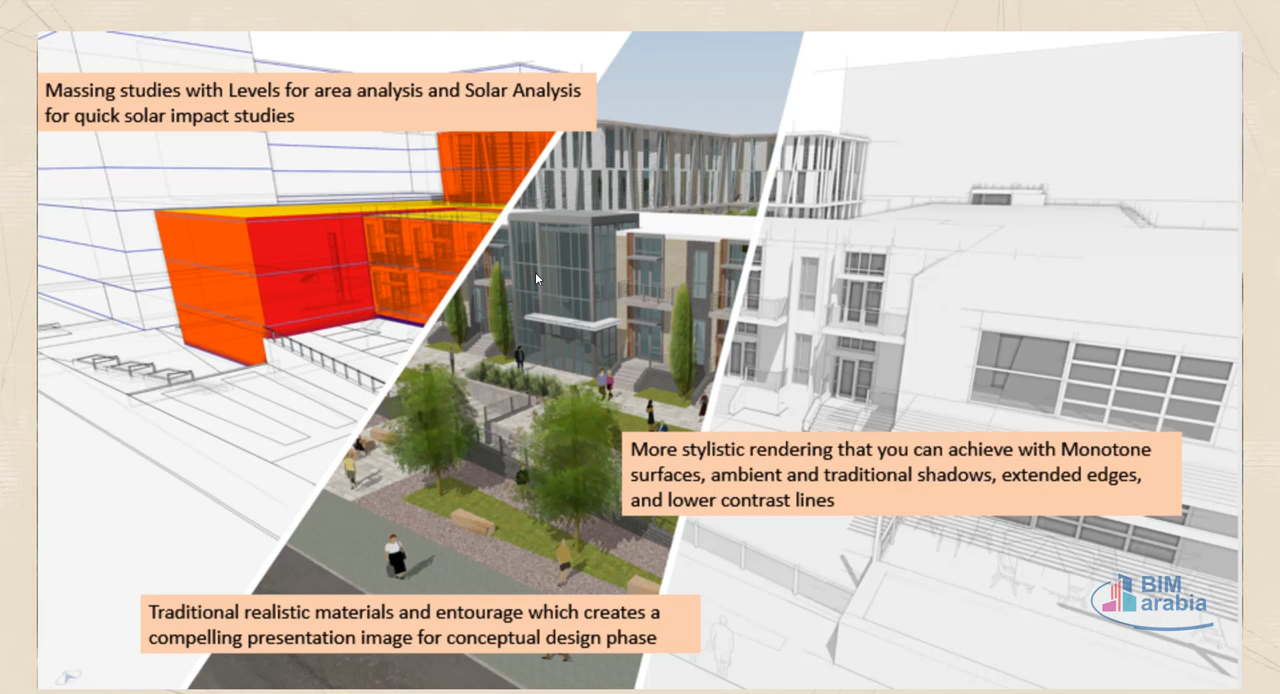 Massing studies with Levels for area analysis and Solar Analysis
for quick solar impact studies
More stylistic rendering that you can achieve with Monotone
surfaces, ambient and traditional shadows, extended edges,
and lower contrast lines
Traditional realistic materials and entourage which creates a
compelling presentation image for conceptual design phase
BIM
arabia